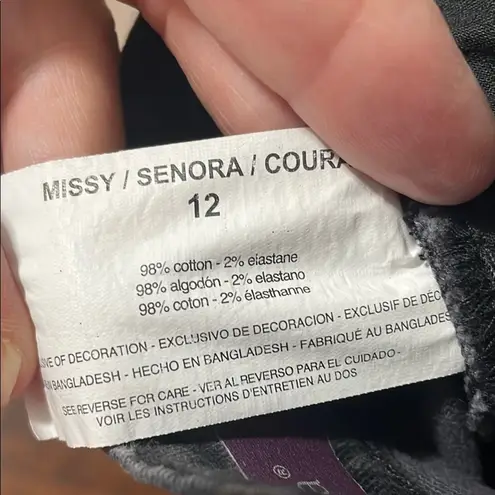 MISSY / SENORA / COURA
12
98% cotton - 2% elastane
98% algodón - 2% elastano
98% coton - 2% élasthanne
OF DECORATION - EXCLUSIVO DE DECORACION - EXCLUSIF DE DÉC
BANGLADESH - HECHO EN BANGLADESH - FABRIQUÉ AU BANGLADES
SEE REVERSE FOR CARE - VER AL REVERSO PARA EL CUIDADO -
VOIR LES INSTRUCTIONS D'ENTRETIEN AU DOS